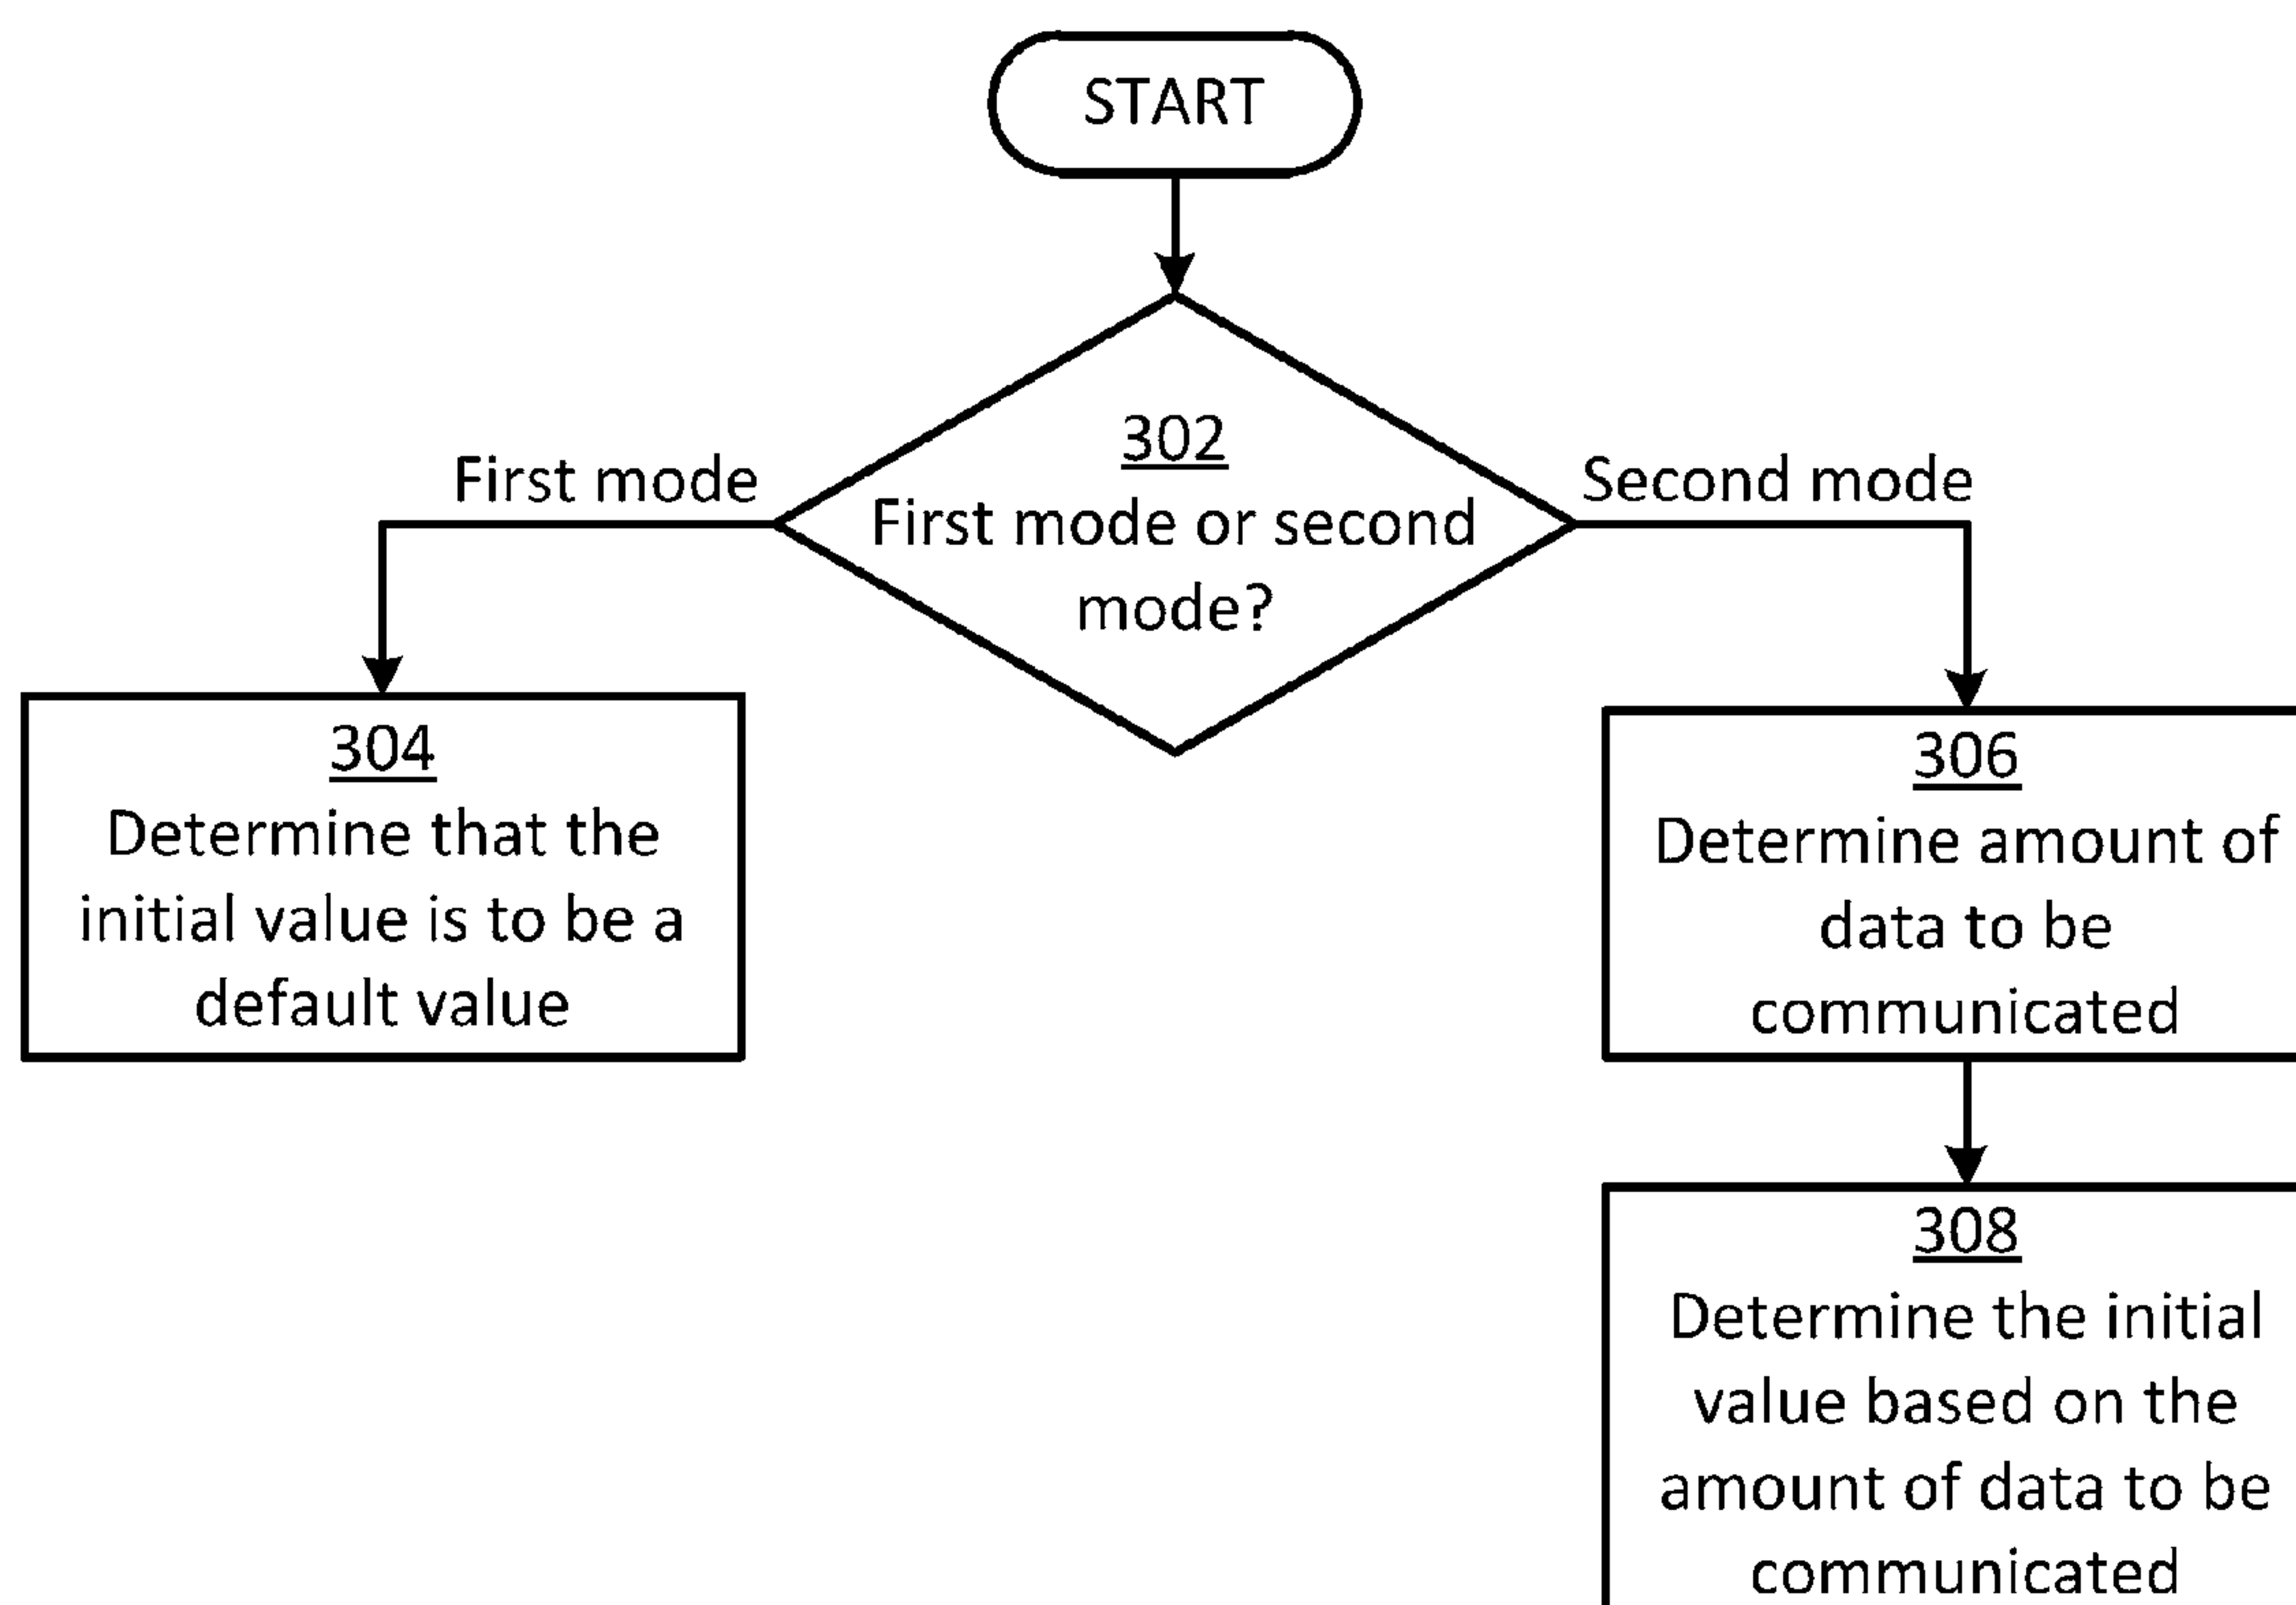 START
302
First mode or second
mode?
First mode
Second mode
304
Determine that the
initial value is to be a
default value
306
Determine amount of
data to be
communicated
308
Determine the initial
value based on the
amount of data to be
communicated